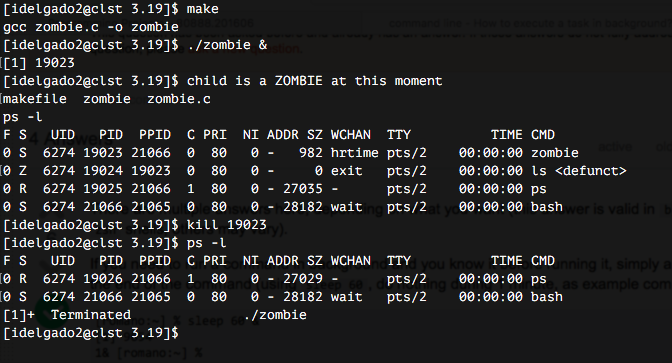 [idelgado2@clst 3.19]$ make
gcc zombie.c -o zombie
[idelgado2@clst 3.19]$ ./zombie &
[1] 19023
[idelgado2@clst 3.19]$ child is a ZOMBIE at this moment
makefile  zombie  zombie.c
ps -l
F S   UID   PID  PPID  C PRI  NI ADDR SZ WCHAN  TTY          TIME CMD
0 S  6274 19023 21066  0  80   0 -   982 hrtime pts/2    00:00:00 zombie
0 Z  6274 19024 19023  0  80   0 -     0 exit   pts/2    00:00:00 ls <defunct>
0 R  6274 19025 21066  1  80   0 - 27035 -      pts/2    00:00:00 ps
0 S  6274 21066 21065  0  80   0 - 28182 wait   pts/2    00:00:00 bash
[idelgado2@clst 3.19]$ kill 19023
[idelgado2@clst 3.19]$ ps -l
F S   UID   PID  PPID  C PRI  NI ADDR SZ WCHAN  TTY          TIME CMD
0 R  6274 19026 21066  1  80   0 - 27029 -      pts/2    00:00:00 ps
0 S  6274 21066 21065  0  80   0 - 28182 wait   pts/2    00:00:00 bash
[1]+  Terminated              ./zombie
[idelgado2@clst 3.19]$